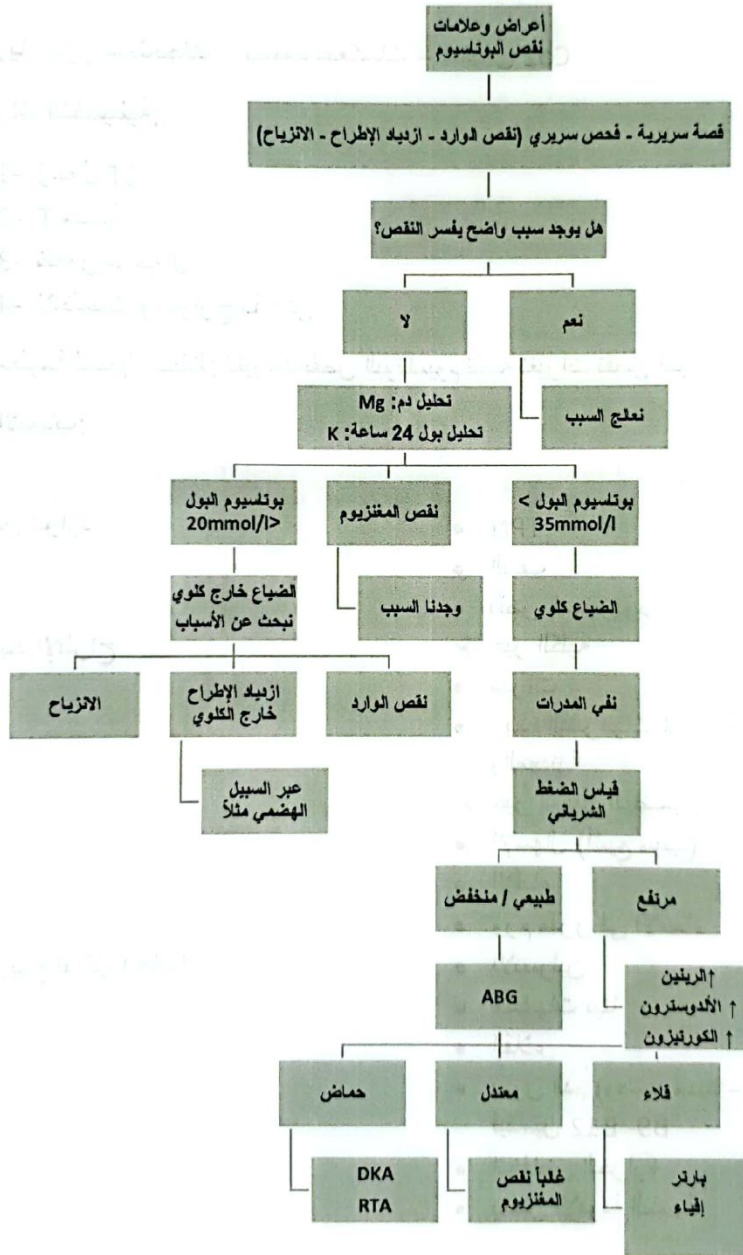 أعراض وعلامات
نقص البوتاسيوم
قصة سريرية - فحص سريري (نقص الوارد - ازدياد الإطراح - الانزياح)
هل يوجد سبب واضح يفسر النقص؟
نعم
لا
نعالج السبب
تحليل دم: Mg
تحليل بول 24 ساعة: K
بوتاسيوم البول >
35mmol/l
نقص المغنزيوم
بوتاسيوم البول
<20mmol/l
الضياع كلوي
وجدنا السبب
الضياع خارج كلوي
نبحث عن الأسباب
نفي المدرات
نقص الوارد
ازدياد الإطراح
خارج الكلوي
الانزياح
قياس الضغط
الشرياني
عبر السبيل
الهضمي مثلاً
مرتفع
طبيعي / منخفض
↑الرينين
↑ الألدوسترون
↑ الكورتيزون
ABG
قلاء
معتدل
حماض
بارتر
إقياء
غالباً نقص
المغنزيوم
DKA
RTA
B9